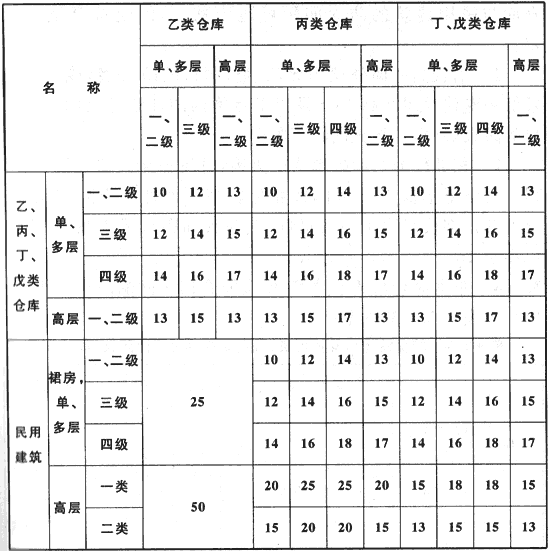 名 称 乙类仓库 丙类仓库 丁、戊类仓库
单、多层 高层 单、多层 高层 单、多层 高层
一、二级 三级 一、二级 一、二级 三级 四级 一、二级 一、二级 三级 四级 一、二级
乙、丙、丁、戊类仓库 单、多层 一、二级 10 12 13 10 12 14 13 10 12 14 13
三级 12 14 15 12 14 16 15 12 14 16 15
四级 14 16 17 14 16 18 17 14 16 18 17
高层 一、二级 13 15 13 13 15 17 13 13 15 17 13
民用建筑 裙房,单、多层 一、二级 25 10 12 14 13 10 12 14 13
三级 12 14 16 15 12 14 16 15
四级 14 16 18 17 14 16 18 17
高层 一类 50 20 25 25 20 15 18 18 15
二类 15 20 20 15 13 15 15 13